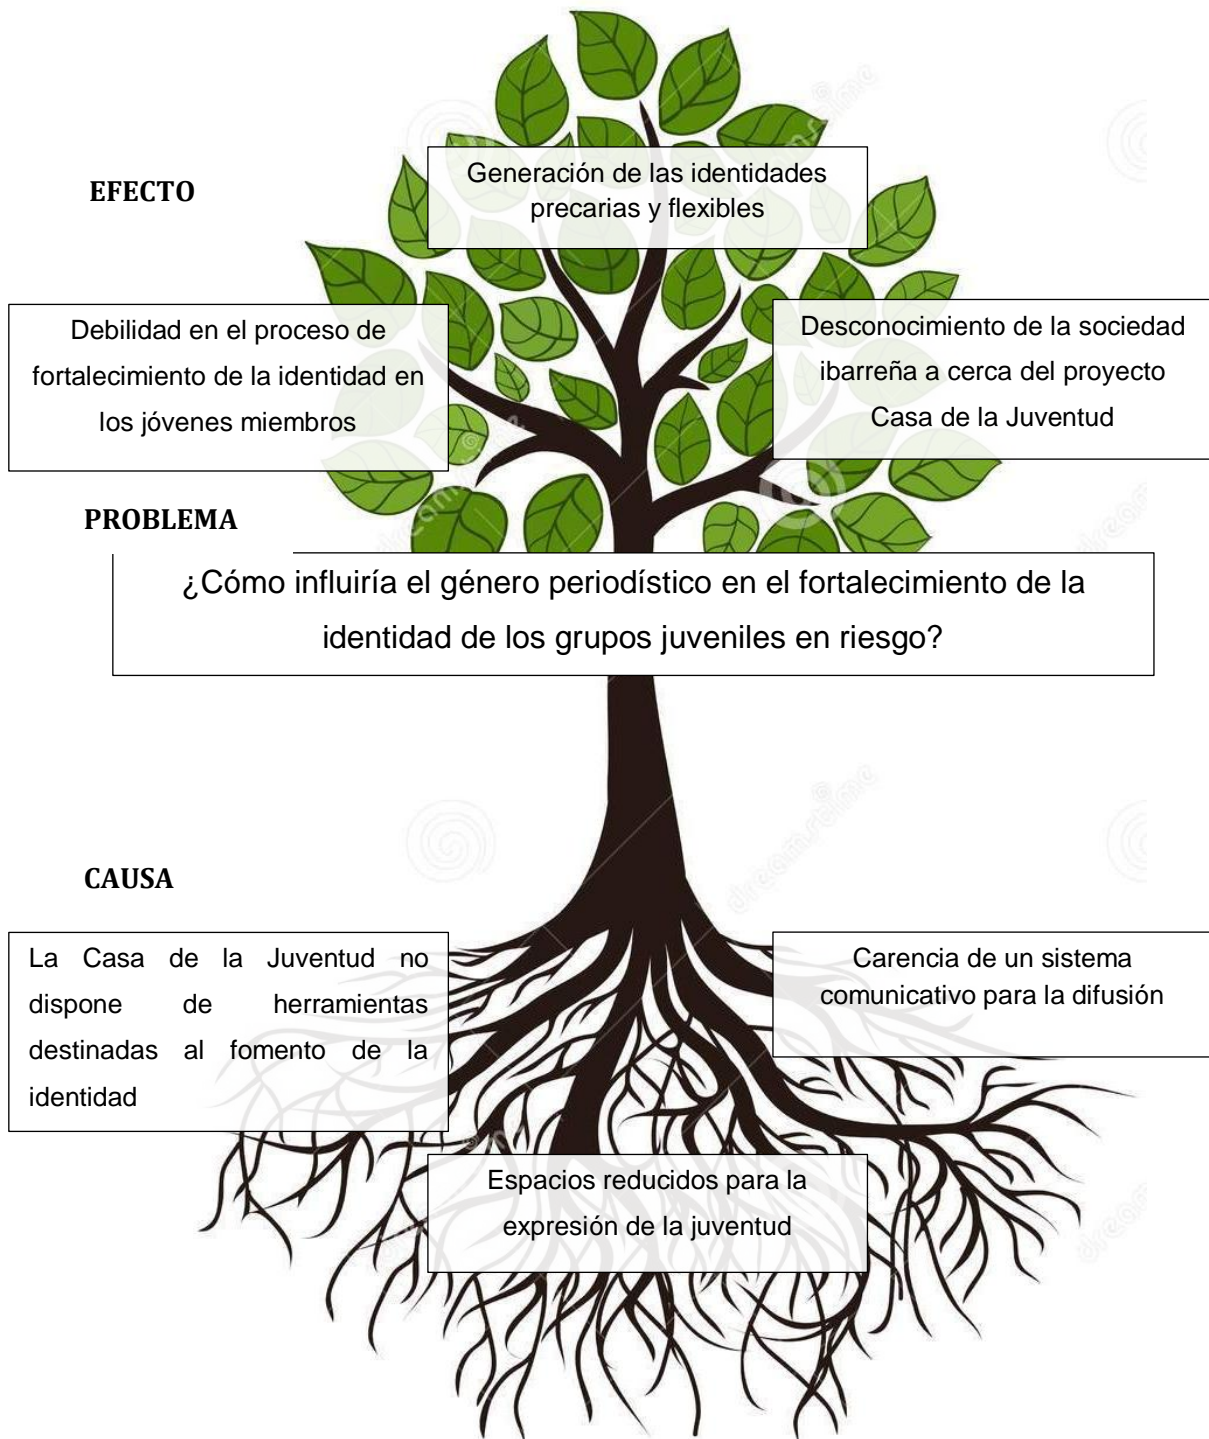 EFECTO
Generación de las identidades
precarias y flexibles
Debilidad en el proceso de
fortalecimiento de la identidad en
los jóvenes miembros
Desconocimiento de la sociedad
ibarreña a cerca del proyecto
Casa de la Juventud
PROBLEMA
¿Cómo influiría el género periodístico en el fortalecimiento de la
identidad de los grupos juveniles en riesgo?
CAUSA
La Casa de la Juventud no
dispone de herramientas
destinadas al fomento de la
identidad
Carencia de un sistema
comunicativo para la difusión
Espacios reducidos para la
expresión de la juventud
dreamstime
dreamstime